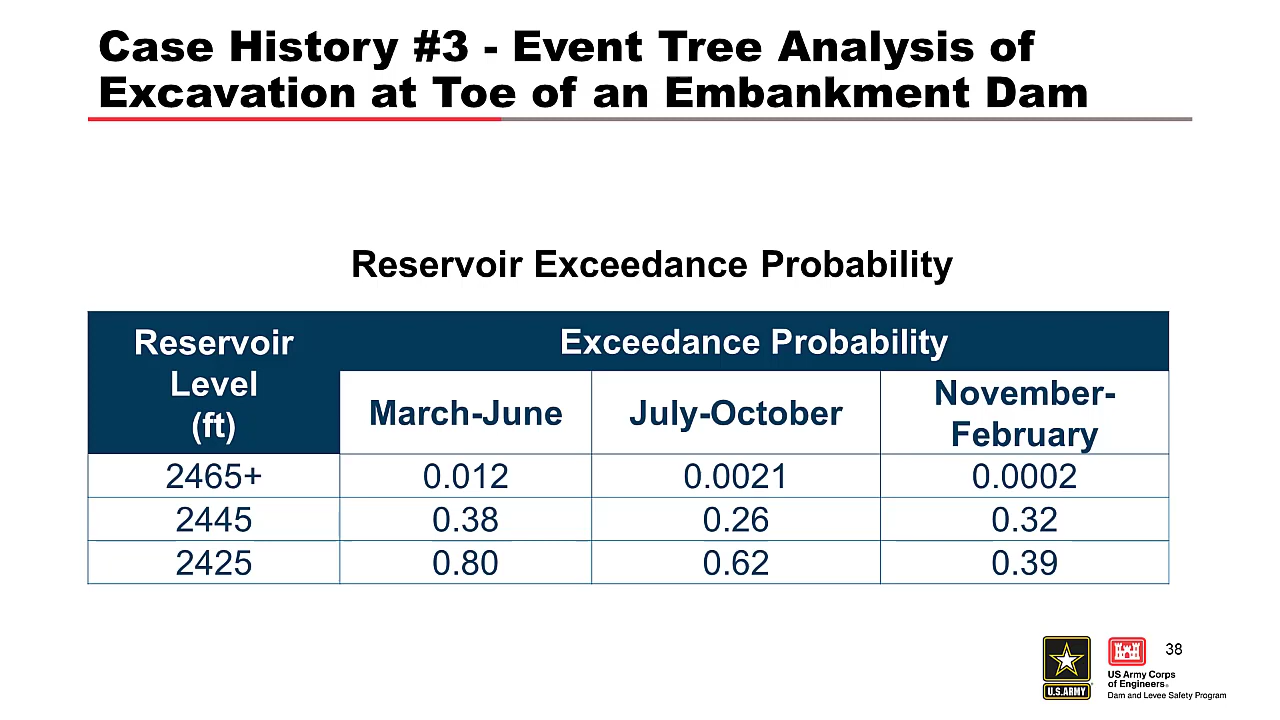 Case History #3 - Event Tree Analysis of
Excavation at Toe of an Embankment Dam
Reservoir Exceedance Probability
Reservoir
Level
(ft)
Exceedance Probability
March-June
July-October
November-
February
2465+ 0.012 0.0021 0.0002
2445 0.38 0.26 0.32
2425 0.80 0.62 0.39
U.S.ARMY
US Army Corps
of Engineers®
Dam and Levee Safety Program
38